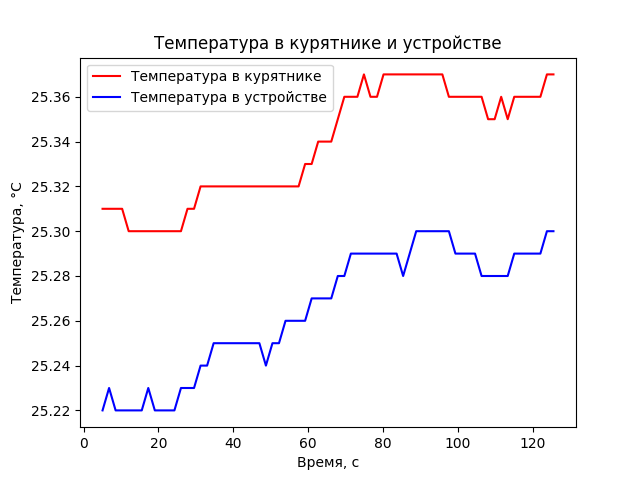 Температура в курятнике и устройстве
Температура в курятнике
Температура в устройстве
Температура, °C
25.36
25.34
25.32
25.30
25.28
25.26
25.24
25.22
0 20 40 60 80 100 120
Время, с